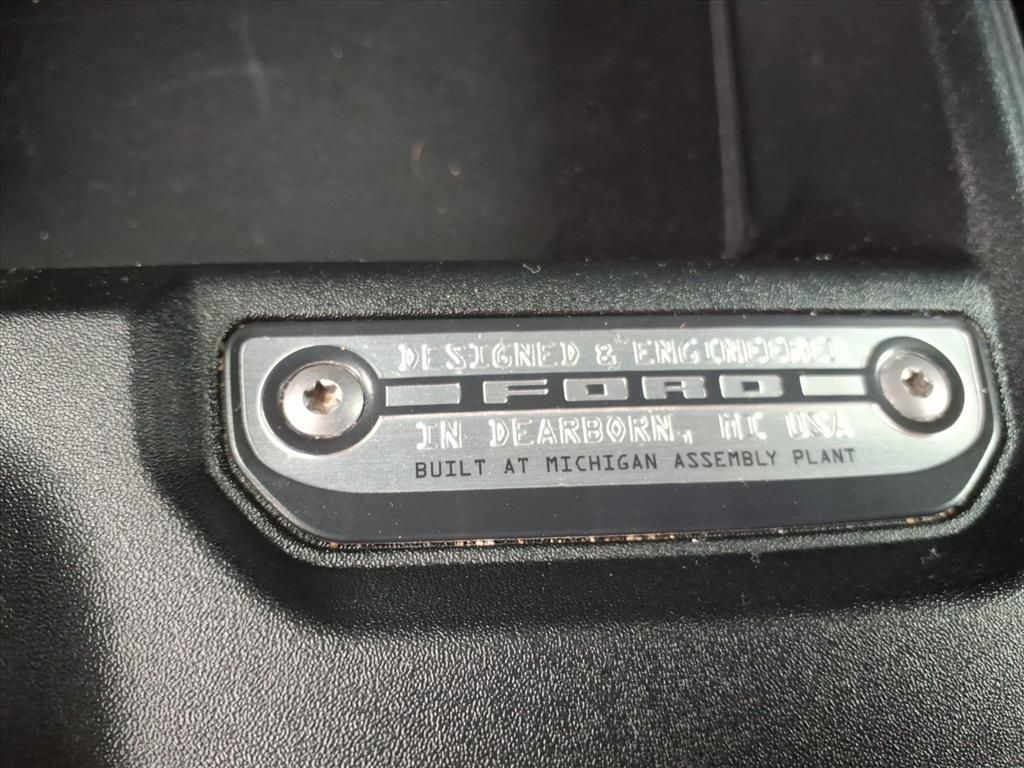 DESIGNED & ENGINEERED
FORD
IN DEARBORN, MI USA
BUILT AT MICHIGAN ASSEMBLY PLANT